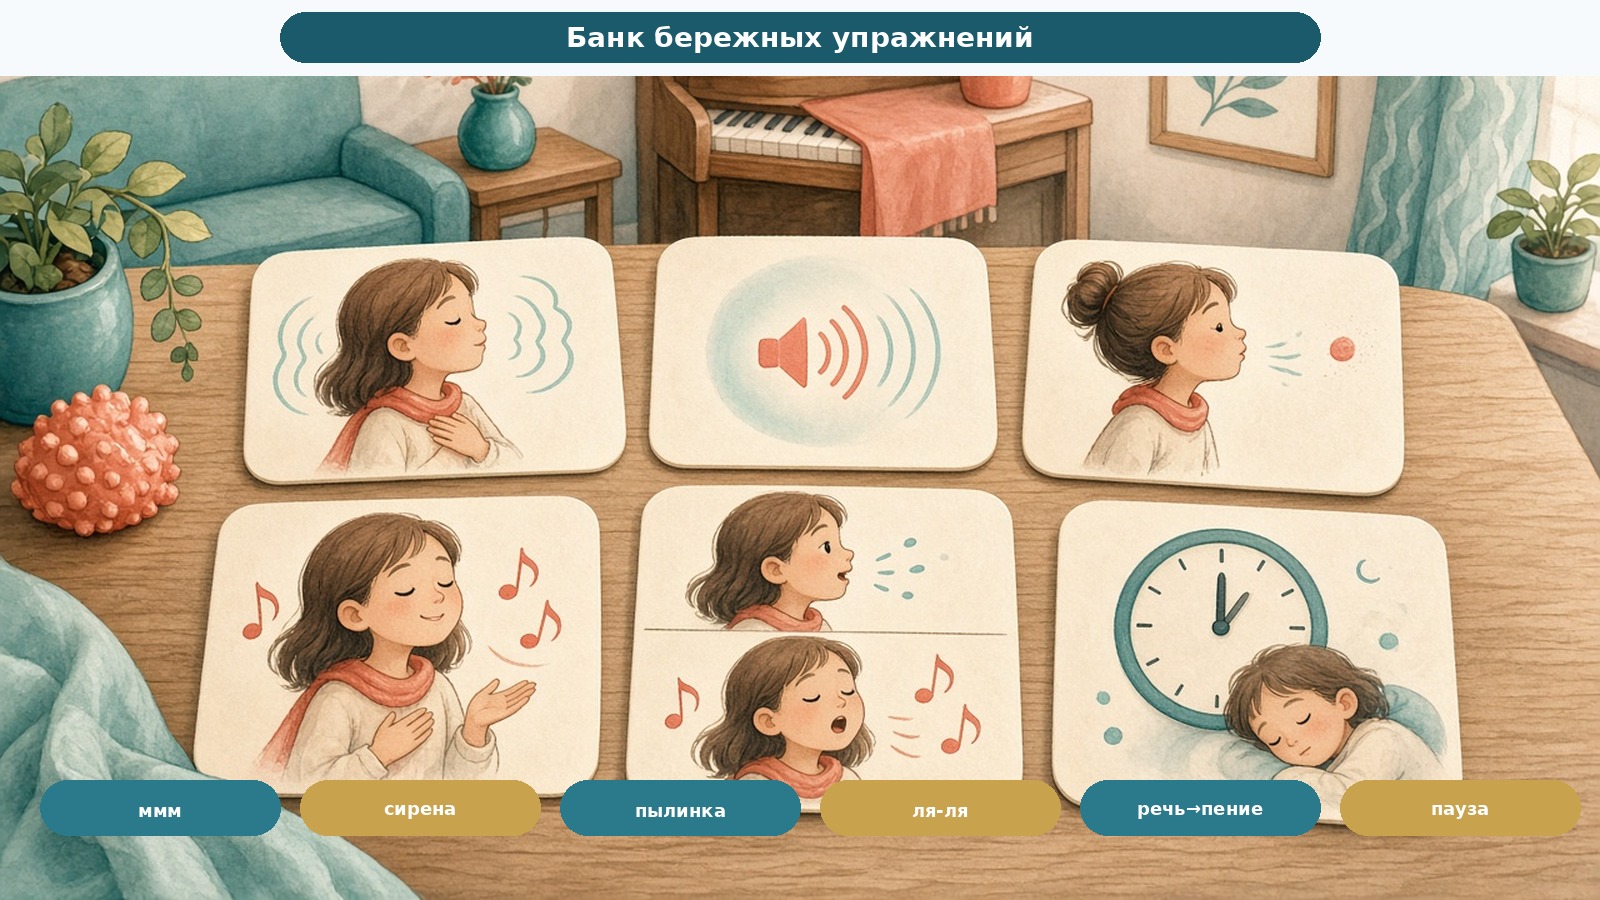 Банк бережных упражнений
ммм
сирена
пылинка
ля-ля
речь→пение
пауза